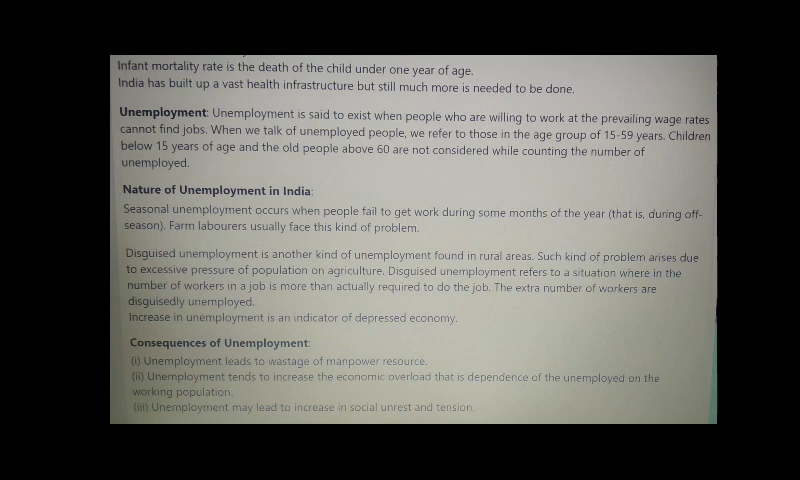 Infant mortality rate is the death of the child under one year of age.
India has built up a vast health infrastructure but still much more is needed to be done.
Unemployment: Unemployment is said to exist when people who are willing to work at the prevailing wage rates
cannot find jobs. When we talk of unemployed people, we refer to those in the age group of 15-59 years. Children
below 15 years of age and the old people above 60 are not considered while counting the number of
unemployed.
Nature of Unemployment in India:
Seasonal unemployment occurs when people fail to get work during some months of the year (that is, during off-
season). Farm labourers usually face this kind of problem.
Disguised unemployment is another kind of unemployment found in rural areas. Such kind of problem arises due
to excessive pressure of population on agriculture. Disguised unemployment refers to a situation where in the
number of workers in a job is more than actually required to do the job. The extra number of workers are
disguisedly unemployed.
Increase in unemployment is an indicator of depressed economy.
Consequences of Unemployment:
(i) Unemployment leads to wastage of manpower resource.
(ii) Unemployment tends to increase the economic overload that is dependence of the unemployed on the
working population.
(iii) Unemployment may lead to increase in social unrest and tension.